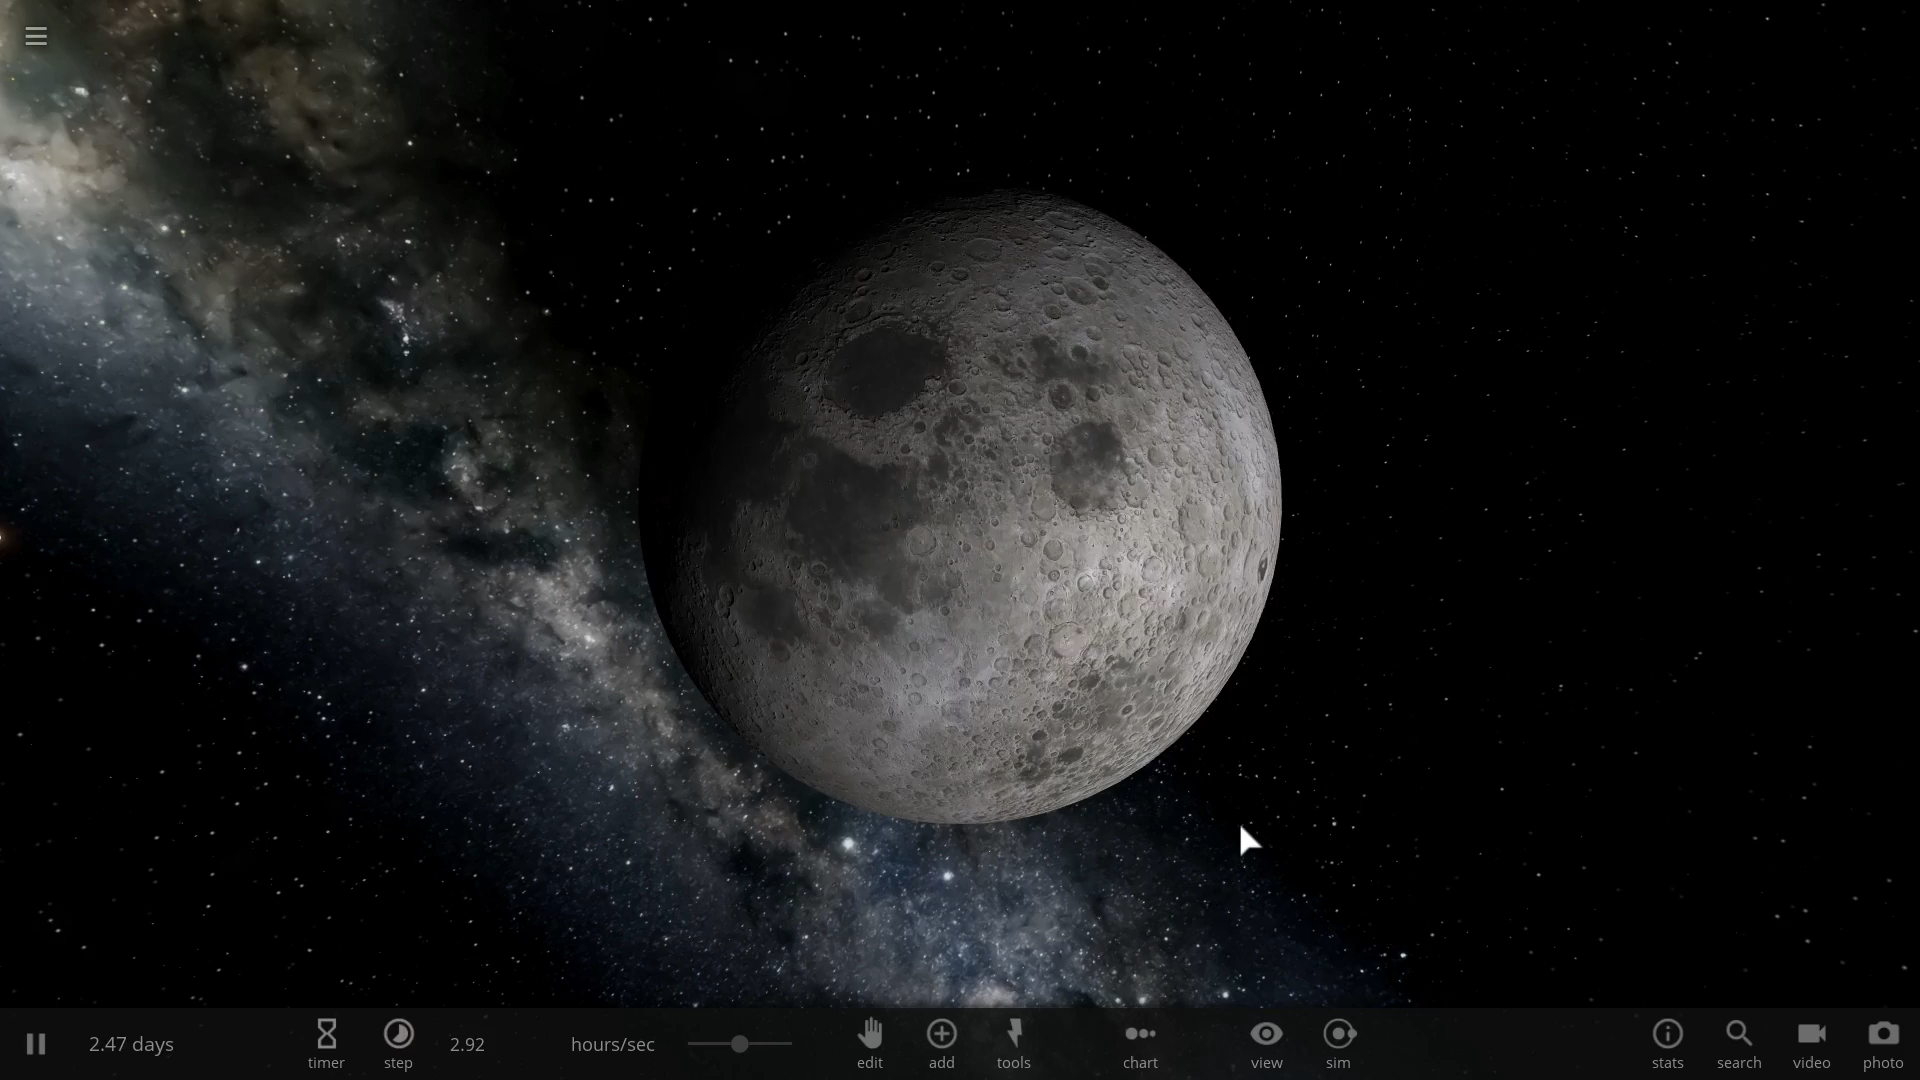 2.47 days
timer
step
2.92
hours/sec
edit
add
tools
chart
view
sim
stats
search
video
photo